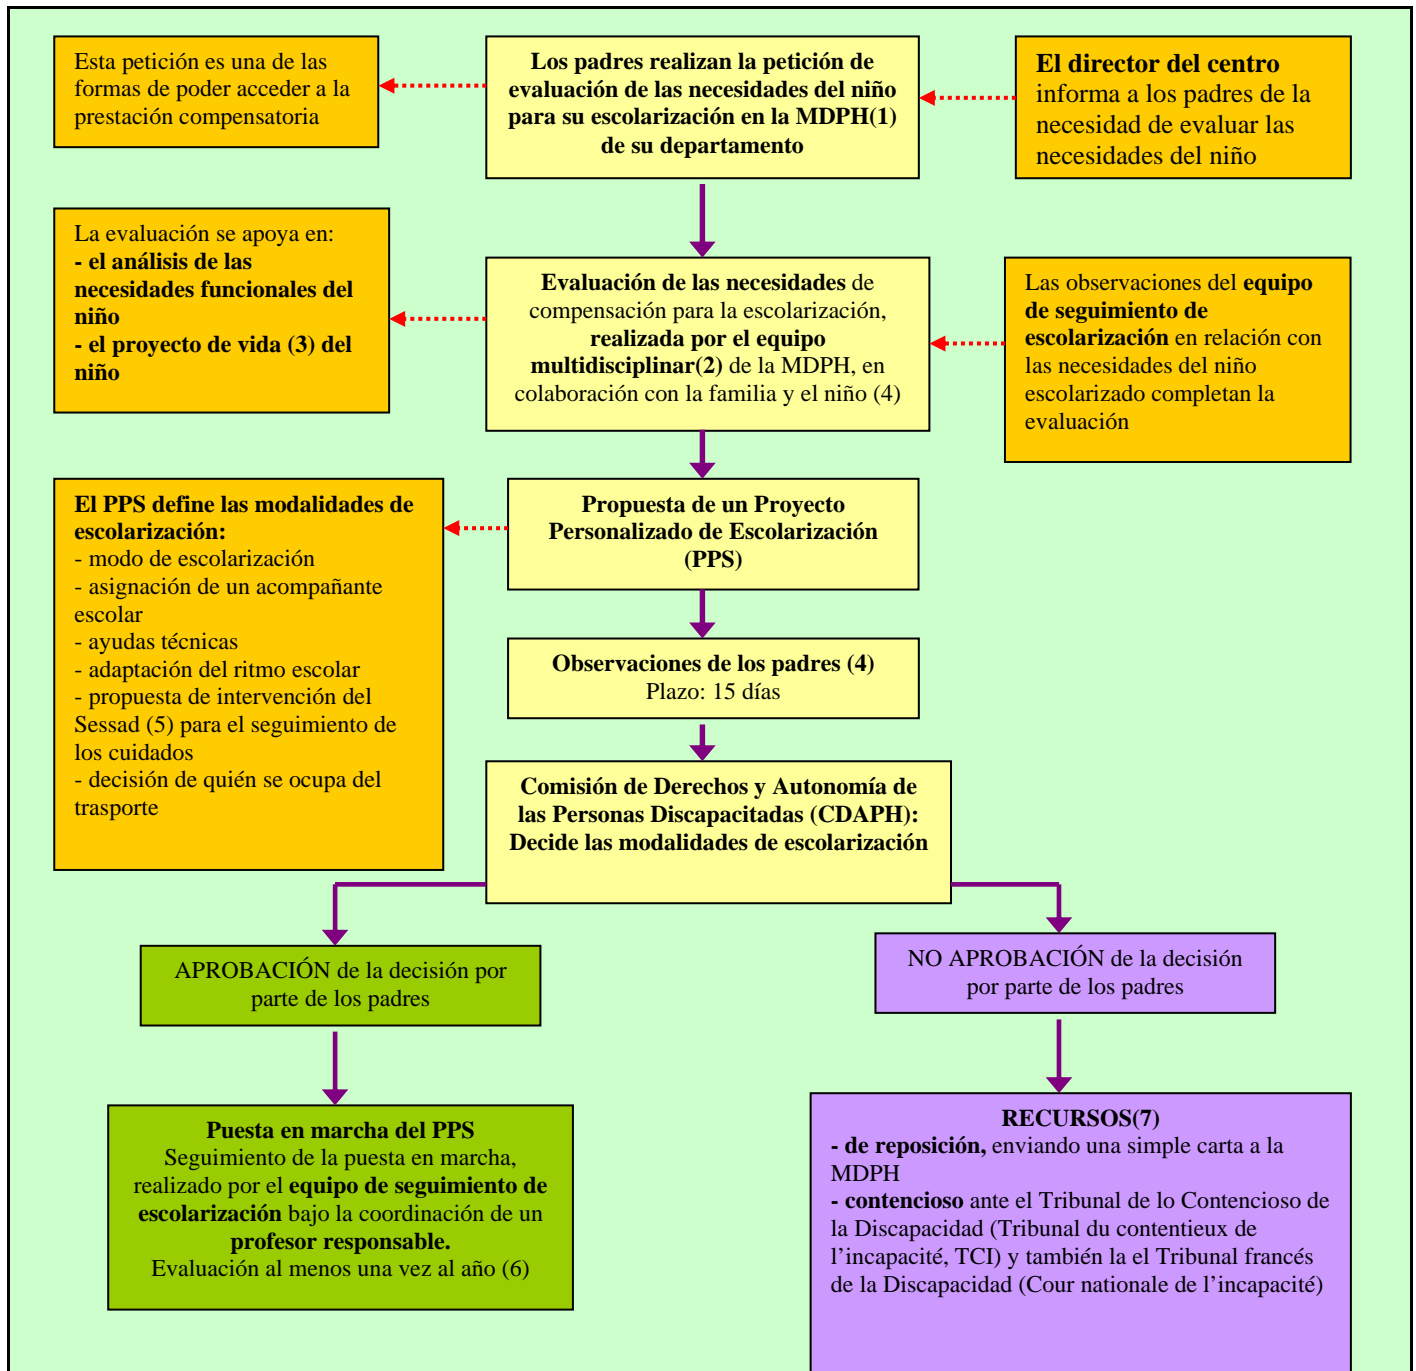 Esta petición es una de las
formas de poder acceder a la
prestación compensatoria
Los padres realizan la petición de
evaluación de las necesidades del niño
para su escolarización en la MDPH(1)
de su departamento
El director del centro
informa a los padres de la
necesidad de evaluar las
necesidades del niño
La evaluación se apoya en:
- el análisis de las
necesidades funcionales del
niño
- el proyecto de vida (3) del
niño
Evaluación de las necesidades de
compensación para la escolarización,
realizada por el equipo
multidisciplinar(2) de la MDPH, en
colaboración con la familia y el niño (4)
Las observaciones del equipo
de seguimiento de
escolarización en relación con
las necesidades del niño
escolarizado completan la
evaluación
El PPS define las modalidades de
escolarización:
- modo de escolarización
- asignación de un acompañante
escolar
- ayudas técnicas
- adaptación del ritmo escolar
- propuesta de intervención del
Sessad (5) para el seguimiento de
los cuidados
- decisión de quién se ocupa del
trasporte
Propuesta de un Proyecto
Personalizado de Escolarización
(PPS)
Observaciones de los padres (4)
Plazo: 15 días
Comisión de Derechos y Autonomía de
las Personas Discapacitadas (CDAPH):
Decide las modalidades de escolarización
APROBACIÓN de la decisión por
parte de los padres
NO APROBACIÓN de la decisión
por parte de los padres
Puesta en marcha del PPS
Seguimiento de la puesta en marcha,
realizado por el equipo de seguimiento de
escolarización bajo la coordinación de un
profesor responsable.
Evaluación al menos una vez al año (6)
RECURSOS(7)
- de reposición, enviando una simple carta a la
MDPH
- contencioso ante el Tribunal de lo Contencioso de
la Discapacidad (Tribunal du contentieux de
l’incapacité, TCI) y también la el Tribunal francés
de la Discapacidad (Cour nationale de l’incapacité)